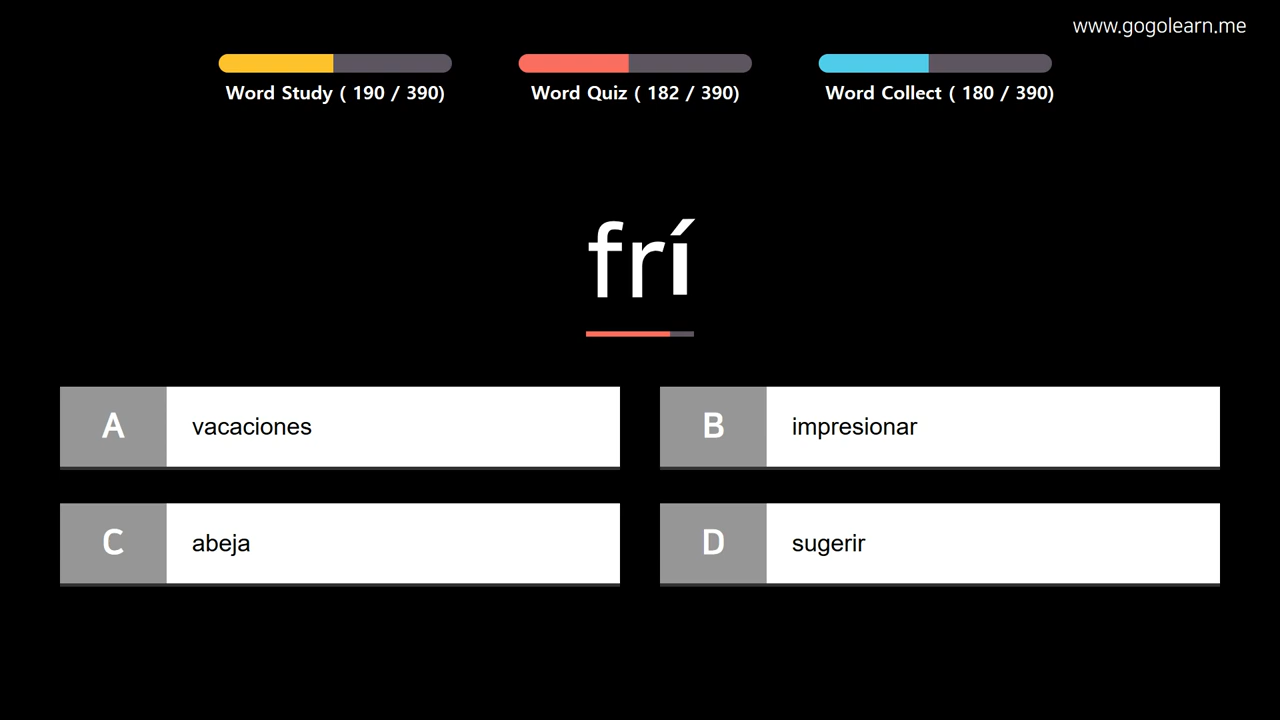 www.gogolearn.me
Word Study ( 190 / 390)
Word Quiz ( 182 / 390)
Word Collect ( 180 / 390)
frí
A
vacaciones
B
impresionar
C
abeja
D
sugerir